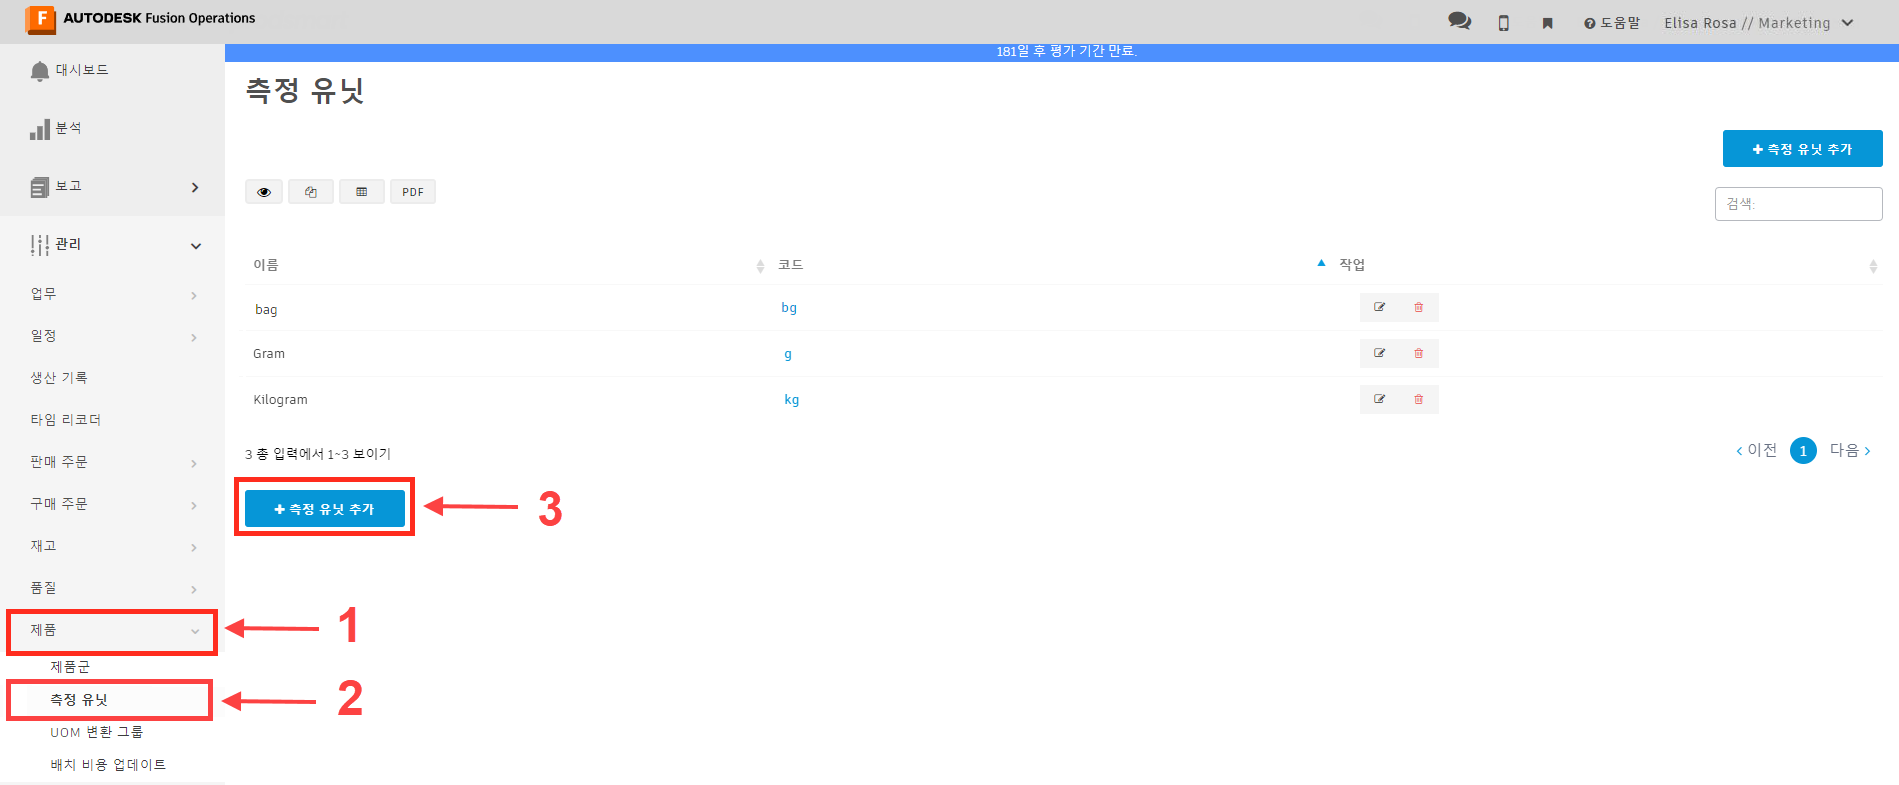 F AUTODESK Fusion Operations
도움말
Elisa Rosa // Marketing
181일 후 평가 기간 만료.
대시보드
분석
보고
관리
업무
일정
생산 기록
타임 리코더
판매 주문
구매 주문
재고
품질
제품
제품군
측정 유닛
UOM 변환 그룹
배치 비용 업데이트
1
2
측정 유닛
+ 측정 유닛 추가
PDF
검색:
이름 코드 작업
bag bg
Gram g
Kilogram kg
3 총 입력에서 1~3 보이기
이전 1 다음
+ 측정 유닛 추가
3